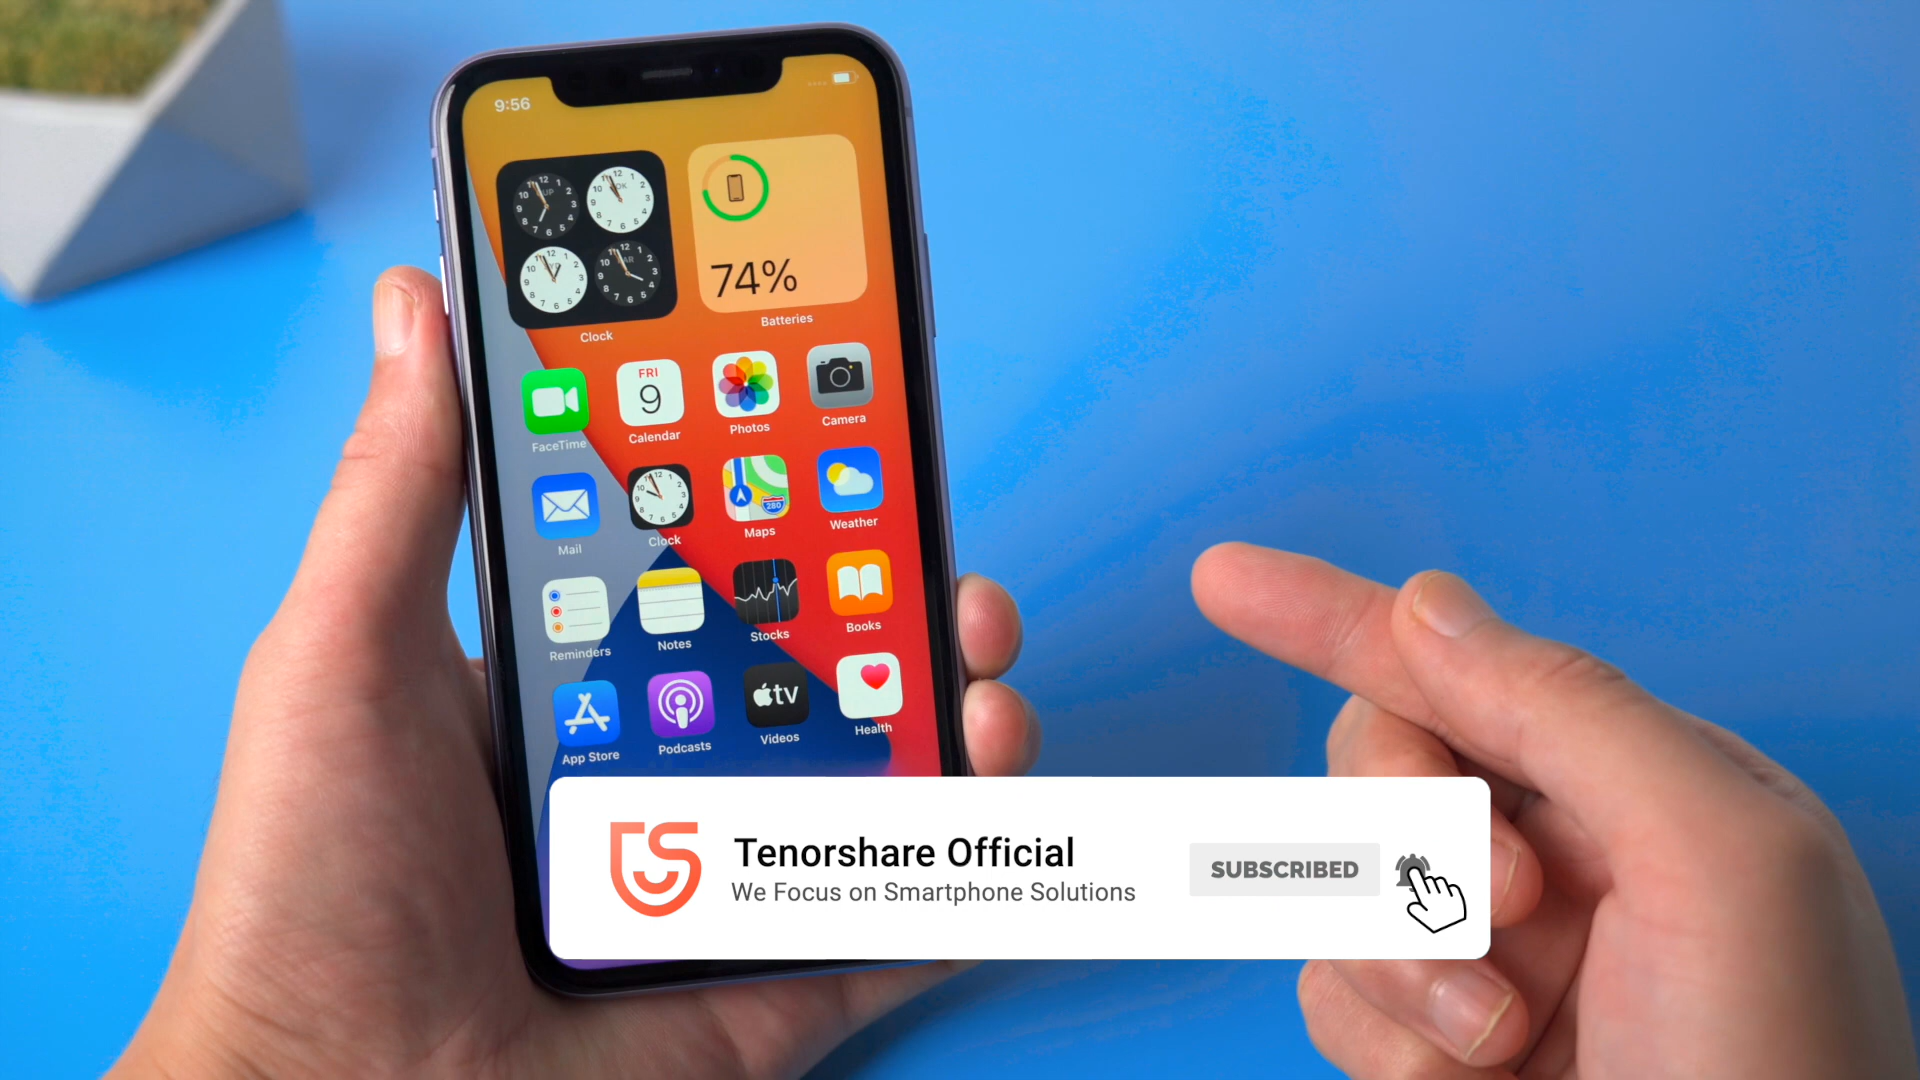 9:56
74%
Clock
Batteries
FRI
9
FaceTime
Calendar
Photos
Camera
280
Mail
Clock
Maps
Weather
Reminders
Notes
Stocks
Books
tv
App Store
Podcasts
Videos
Health
Tenorshare Official
We Focus on Smartphone Solutions
SUBSCRIBED